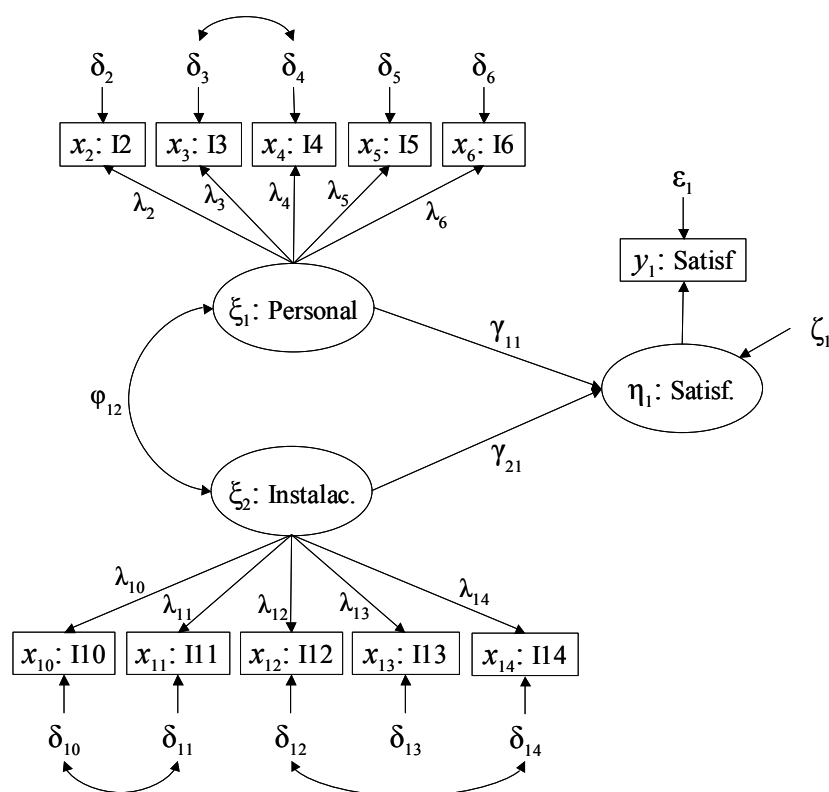 δ₂ δ₃ δ₄ δ₅ δ₆
x₂: I2 x₃: I3 x₄: I4 x₅: I5 x₆: I6
λ₂ λ₃ λ₄ λ₅ λ₆
ε₁
y₁: Satisf
ξ₁: Personal
γ₁₁
ζ₁
η₁: Satisf.
φ₁₂
γ₂₁
ξ₂: Instalac.
λ₁₀ λ₁₁ λ₁₂ λ₁₃ λ₁₄
x₁₀: I10 x₁₁: I11 x₁₂: I12 x₁₃: I13 x₁₄: I14
δ₁₀ δ₁₁ δ₁₂ δ₁₃ δ₁₄